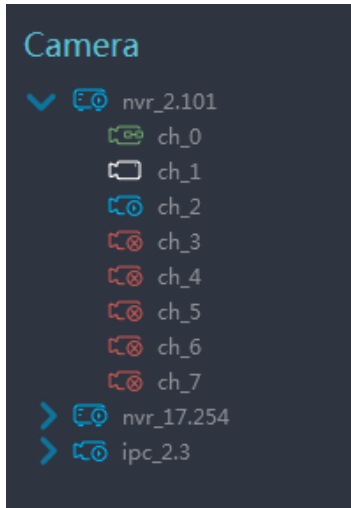 Camera
nvr_2.101
ch_0
ch_1
ch_2
ch_3
ch_4
ch_5
ch_6
ch_7
nvr_17.254
ipc_2.3